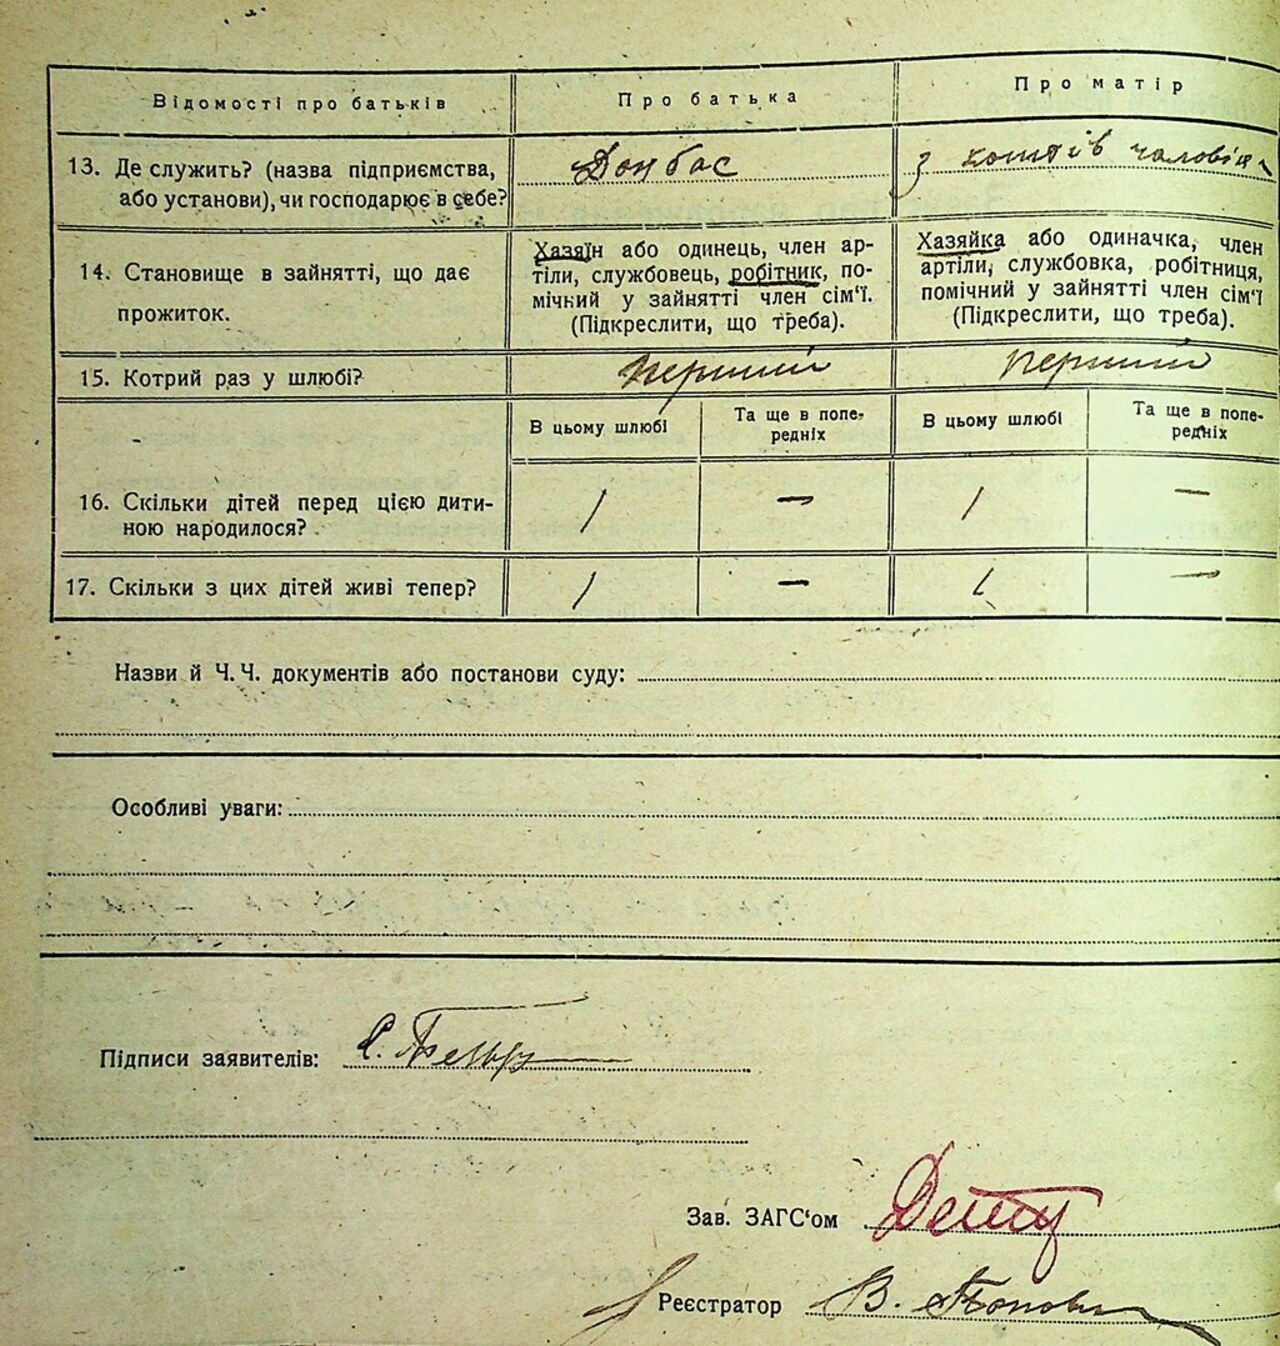 Відомості про батьків
Про батька
Про матір
13. Де служить? (назва підприємства, або установи), чи господарює в себе?
Донбас
з коштів чоловіка
14. Становище в зайнятті, що дає прожиток.
Хазяїн або одинець, член ар-
тіли, службовець, робітник, по-
мічний у зайнятті член сім'ї.
(Підкреслити, що треба).
Хазяйка або одиначка, член
артіли, службовка, робітниця,
помічний у зайнятті член сім'ї
(Підкреслити, що треба).
15. Котрий раз у шлюбі?
перший
перший
В цьому шлюбі
Та ще в попе-
редніх
В цьому шлюбі
Та ще в попе-
редніх
16. Скільки дітей перед цією дити-
ною народилося?
1
—
1
—
17. Скільки з цих дітей живі тепер?
1
—
1
—
Назви й Ч. Ч. документів або постанови суду:
Особливі уваги:
Підписи заявителів:
Зав. ЗАГС'ом
Реєстратор В.